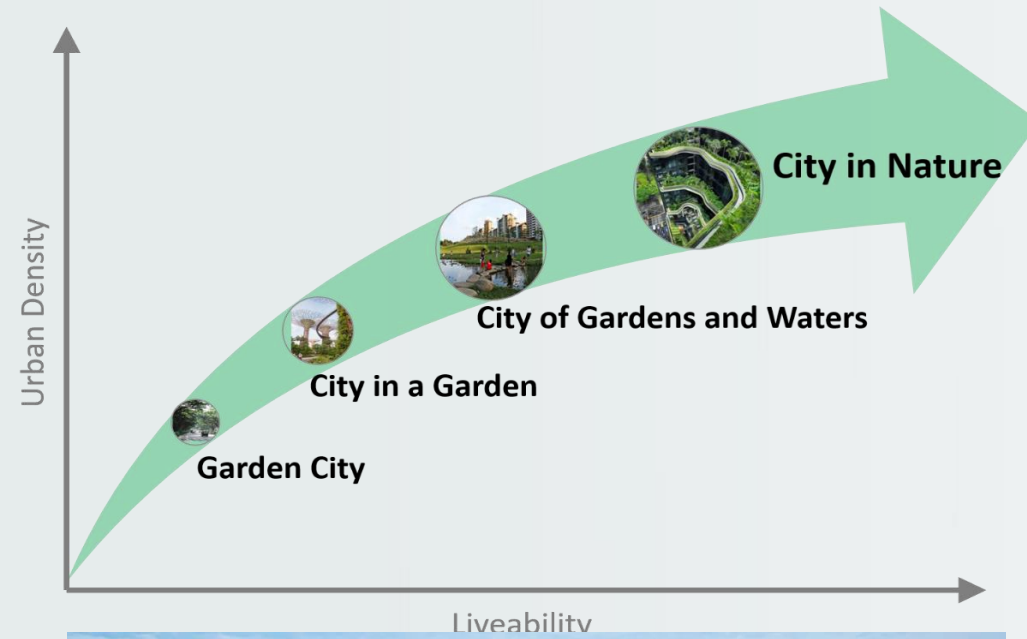 Urban Density
City in Nature
City of Gardens and Waters
City in a Garden
Garden City
Liveability